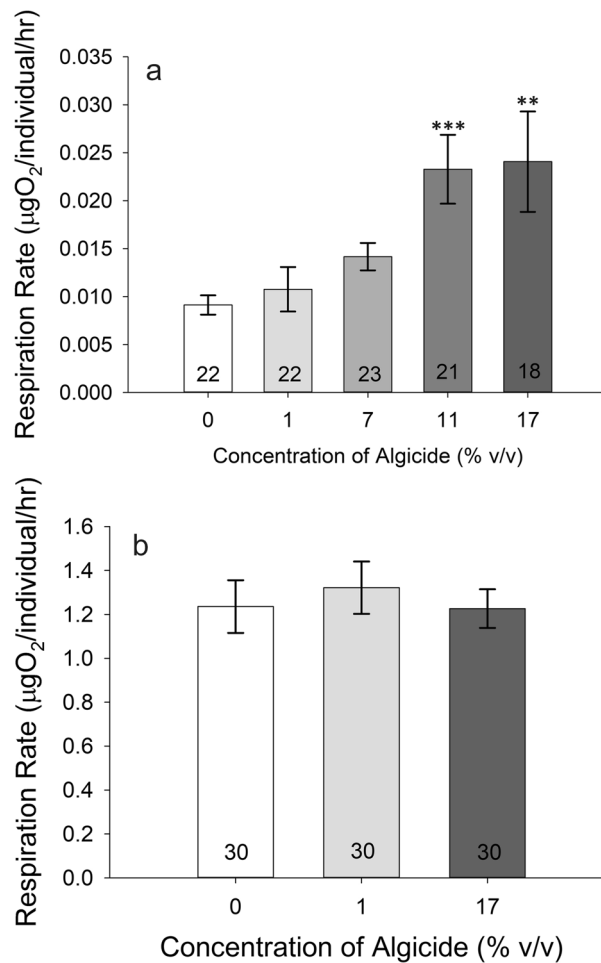 a
Respiration Rate (µgO₂/individual/hr)
0.035
0.030
0.025
0.020
0.015
0.010
0.005
0.000
*** **
22 22 23 21 18
0 1 7 11 17
Concentration of Algicide (% v/v)
b
Respiration Rate (µgO₂/individual/hr)
1.6
1.4
1.2
1.0
0.8
0.6
0.4
0.2
0.0
30 30 30
0 1 17
Concentration of Algicide (% v/v)